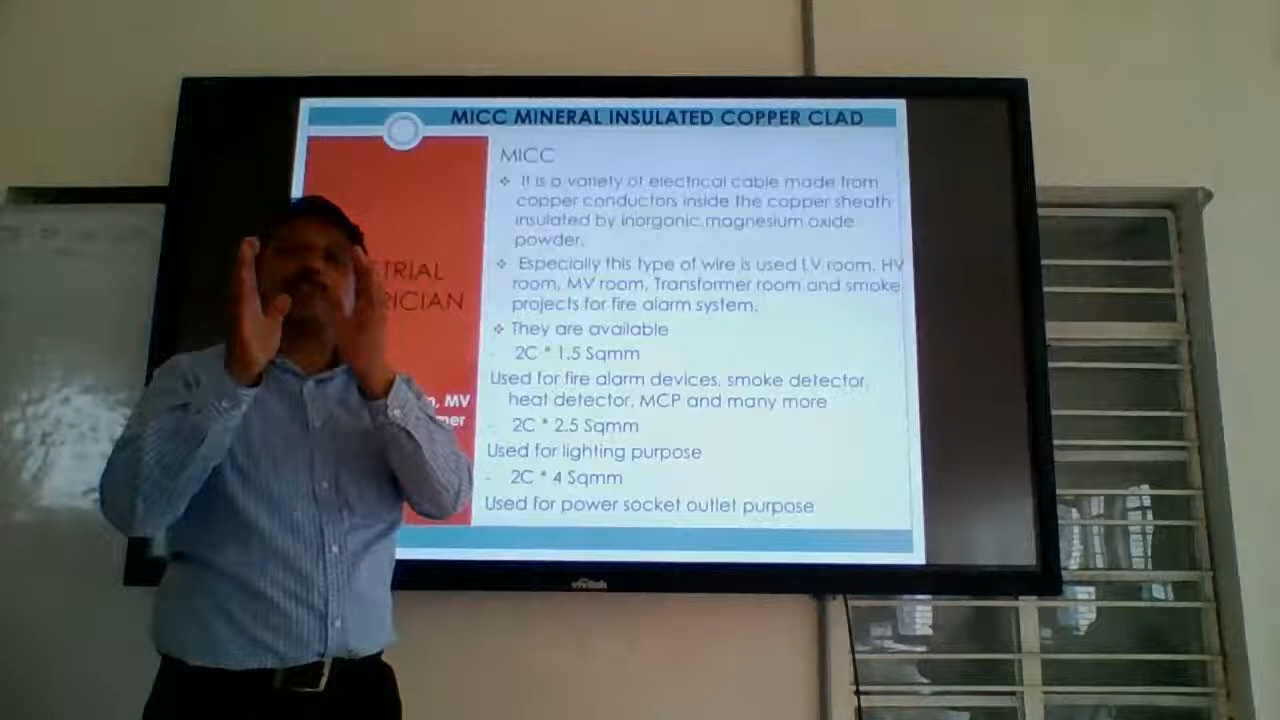 MICC MINERAL INSULATED COPPER CLAD
MICC
It is a variety of electrical cable made from
copper conductors inside the copper sheath
insulated by inorganic magnesium oxide
powder.
Especially this type of wire is used LV room, HV
room, MV room, Transformer room and smoke
projects for fire alarm system.
They are available
- 2C * 1.5 Sqmm
Used for fire alarm devices, smoke detector,
heat detector, MCP and many more
- 2C * 2.5 Sqmm
Used for lighting purpose
- 2C * 4 Sqmm
Used for power socket outlet purpose
TRIAL
RICIAN
, MV
mer